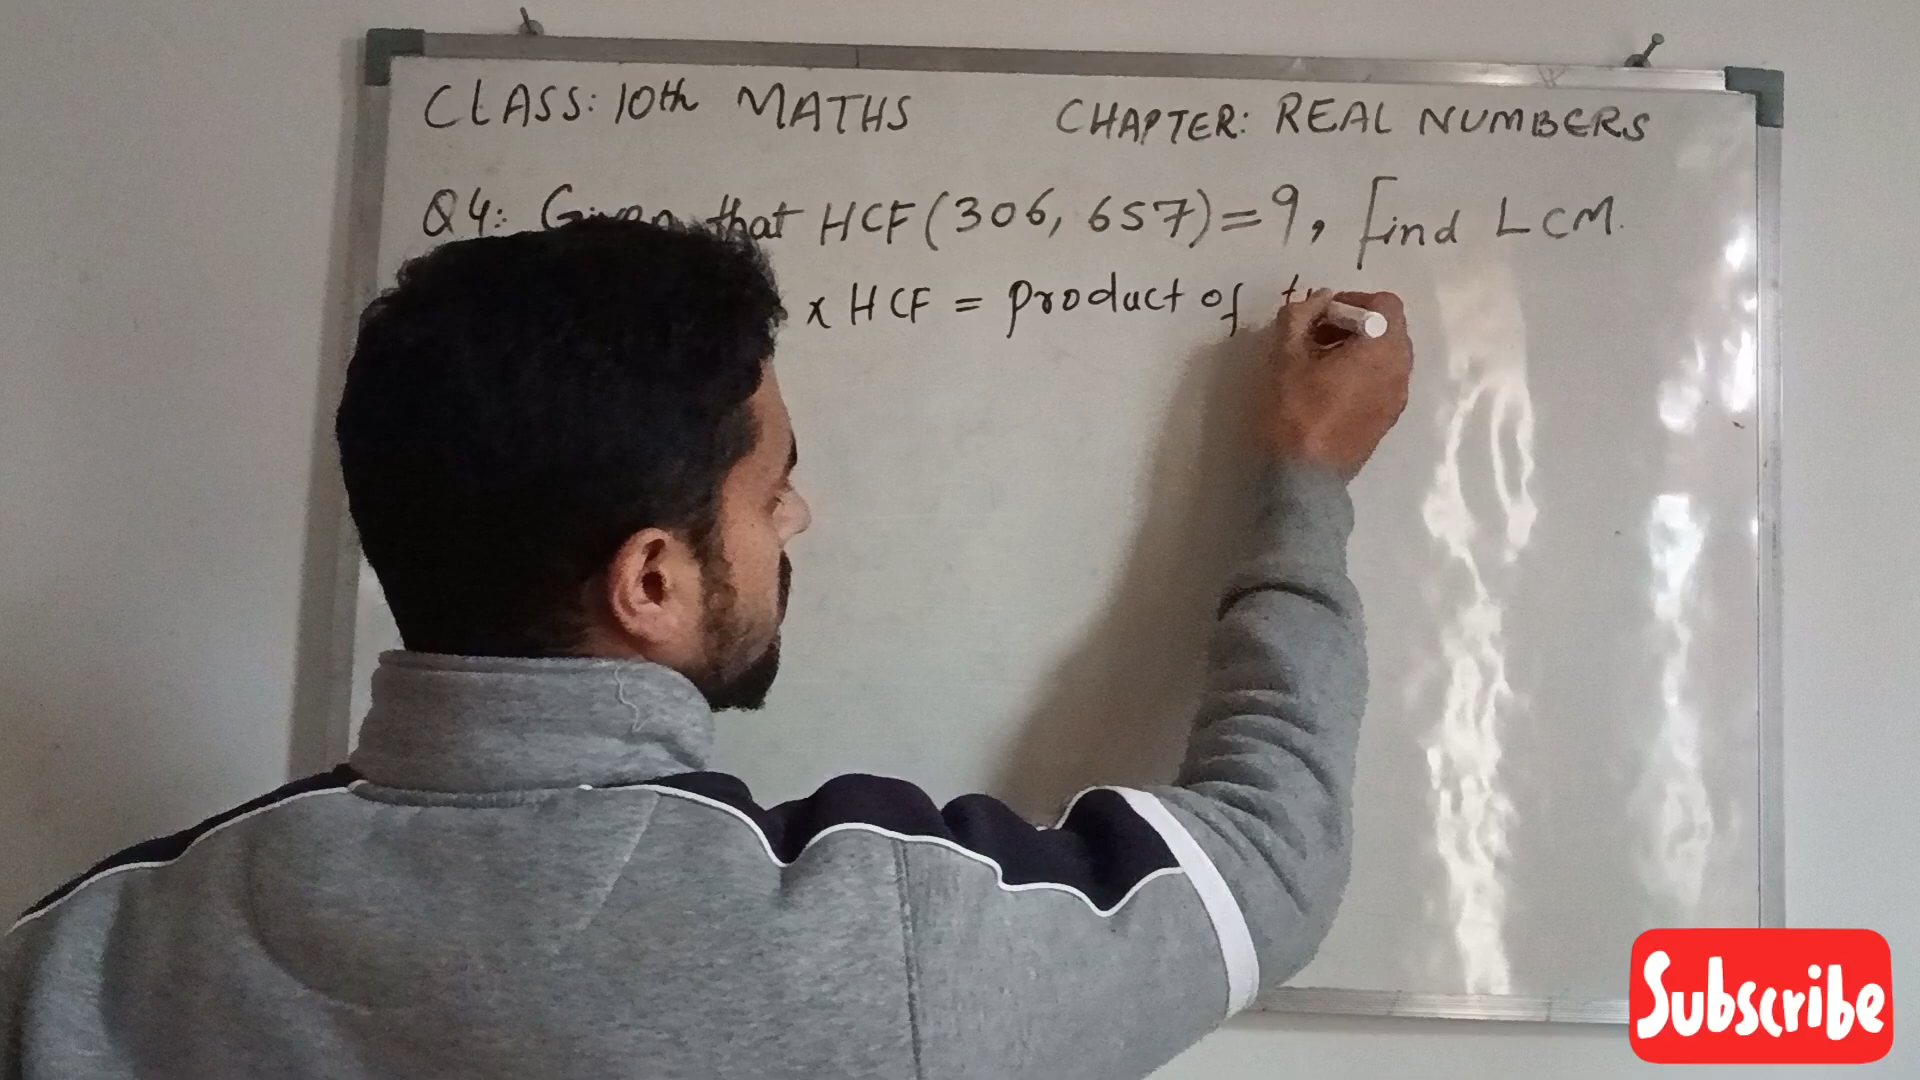 CLASS: 10th MATHS CHAPTER: REAL NUMBERS
Q4: Given that HCF(306, 657)=9, find LCM.
x HCF = product of
Subscribe